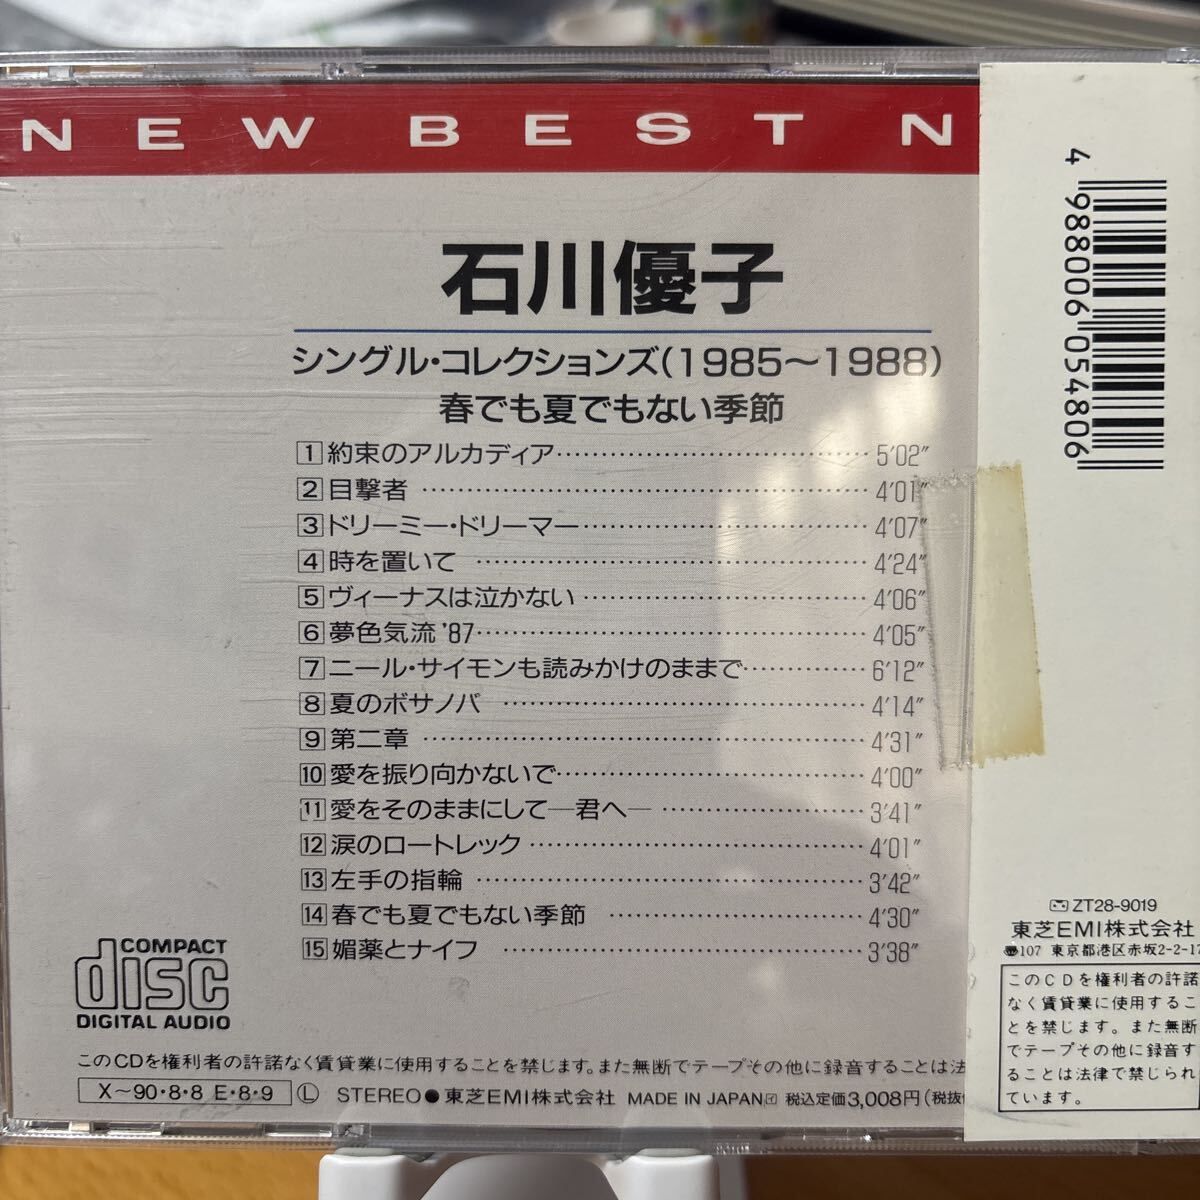 NEW BEST N
石川優子
シングル・コレクションズ(1985〜1988)
春でも夏でもない季節
1 約束のアルカディア…… 5'02"
2 目撃者…… 4'01"
3 ドリーミー・ドリーマー…… 4'07"
4 時を置いて…… 4'24"
5 ヴィーナスは泣かない…… 4'06"
6 夢色気流'87…… 4'05"
7 ニール・サイモンも読みかけのままで…… 6'12"
8 夏のボサノバ…… 4'14"
9 第二章…… 4'31"
10 愛を振り向かないで…… 4'00"
11 愛をそのままにして―君へ―…… 3'41"
12 涙のロートレック…… 4'01"
13 左手の指輪…… 3'42"
14 春でも夏でもない季節…… 4'30"
15 媚薬とナイフ…… 3'38"
COMPACT
disc
DIGITAL AUDIO
このCDを権利者の許諾なく賃貸業に使用することを禁じます。また無断でテープその他に録音することは法
X〜90・8・8 E・8・9 Ⓛ STEREO●東芝EMI株式会社 MADE IN JAPAN 税込定価3,008円(税抜
4 988006 054806
ZT28-9019
東芝EMI株式会社
☎107 東京都港区赤坂2-2-17
このCDを権利者の許諾
なく賃貸業に使用するこ
とを禁じます。また無断
でテープその他に録音す
ることは法律で禁じられ
ています。